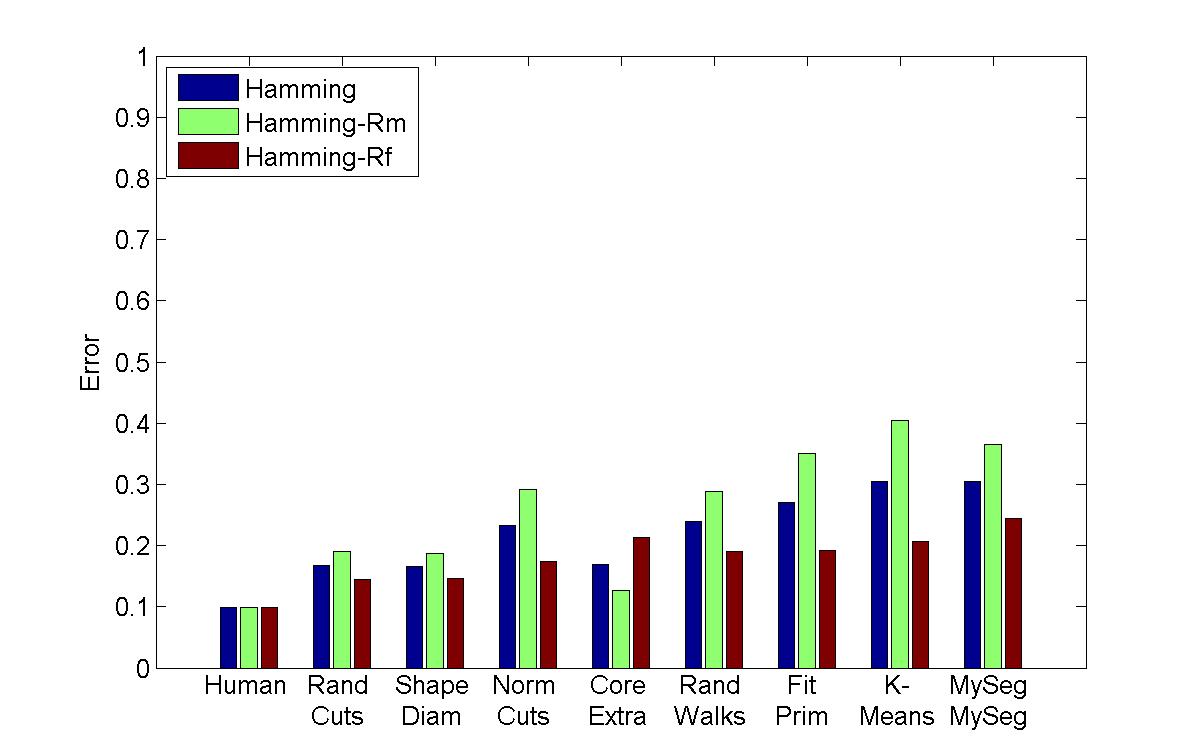 Hamming
Hamming-Rm
Hamming-Rf
Error
1
0.9
0.8
0.7
0.6
0.5
0.4
0.3
0.2
0.1
0
Human Rand Shape Norm Core Rand Fit K- MySeg
Cuts Diam Cuts Extra Walks Prim Means MySeg